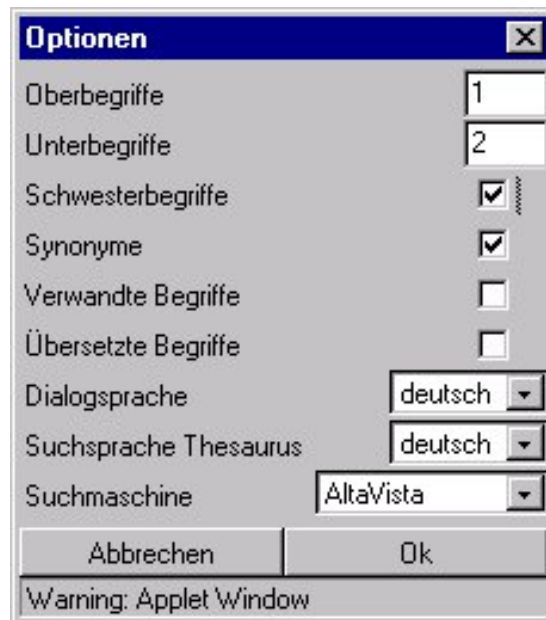 Optionen
Oberbegriffe 1
Unterbegriffe 2
Schwesterbegriffe
Synonyme
Verwandte Begriffe
Übersetzte Begriffe
Dialogsprache deutsch
Suchsprache Thesaurus deutsch
Suchmaschine AltaVista
Abbrechen Ok
Warning: Applet Window